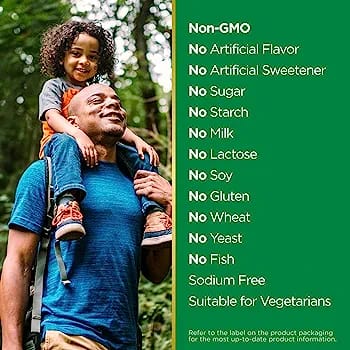 Non-GMO
No Artificial Flavor
No Artificial Sweetener
No Sugar
No Starch
No Milk
No Lactose
No Soy
No Gluten
No Wheat
No Yeast
No Fish
Sodium Free
Suitable for Vegetarians
Refer to the label on the product packaging
for the most up-to-date product information.